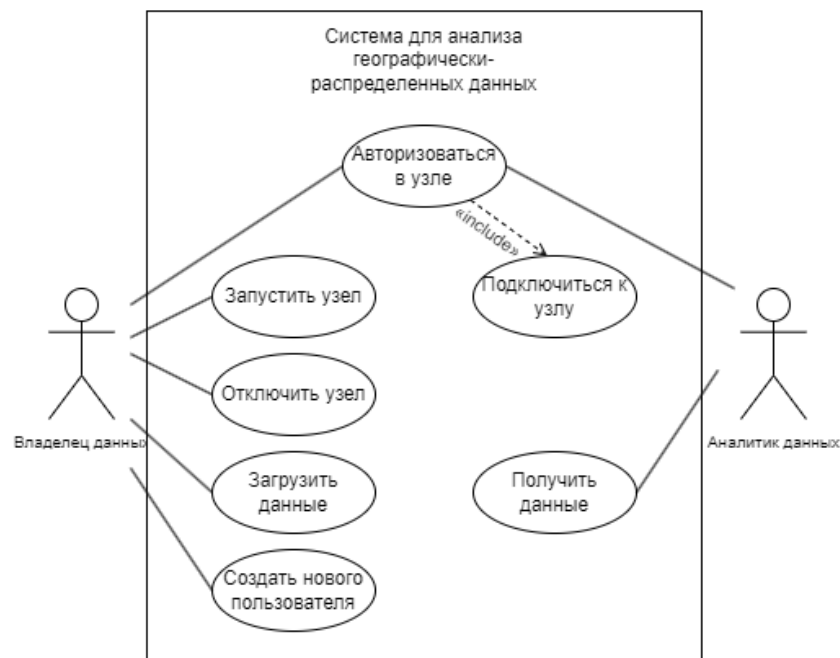 Система для анализа
географически-
распределенных данных
Авторизоваться
в узле
«include»
Запустить узел
Подключиться к
узлу
Отключить узел
Владелец данных
Аналитик данных
Загрузить
данные
Получить
данные
Создать нового
пользователя